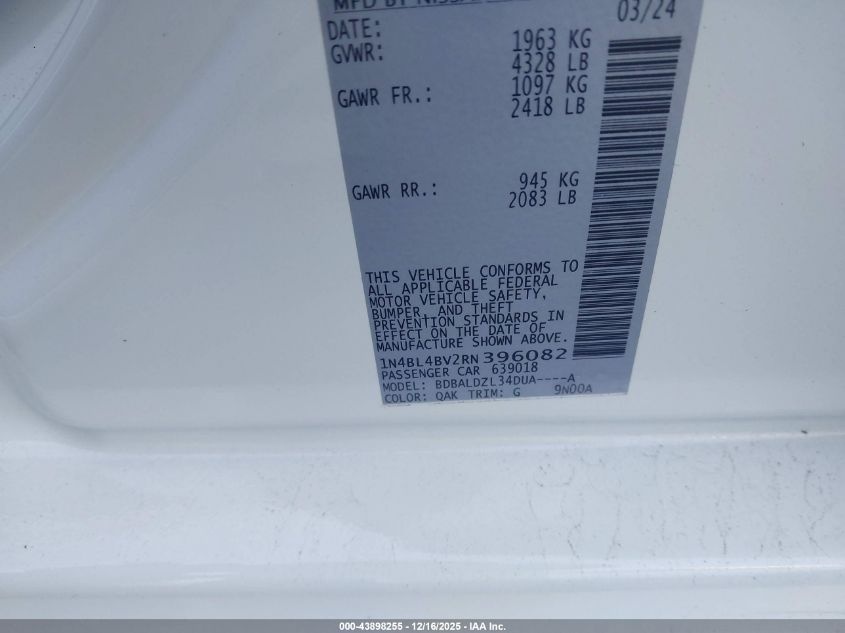 MFD BY NISSA
DATE: 03/24
GVWR: 1963 KG
4328 LB
GAWR FR.: 1097 KG
2418 LB
GAWR RR.: 945 KG
2083 LB
THIS VEHICLE CONFORMS TO
ALL APPLICABLE FEDERAL
MOTOR VEHICLE SAFETY,
BUMPER, AND THEFT
PREVENTION STANDARDS IN
EFFECT ON THE DATE OF
MANUFACTURE SHOWN ABOVE.
1N4BL4BV2RN396082
PASSENGER CAR 639018
MODEL: BDBALDZL34DUA----A
COLOR: QAK TRIM: G 9N00A
000-43898255 - 12/16/2025 - IAA Inc.